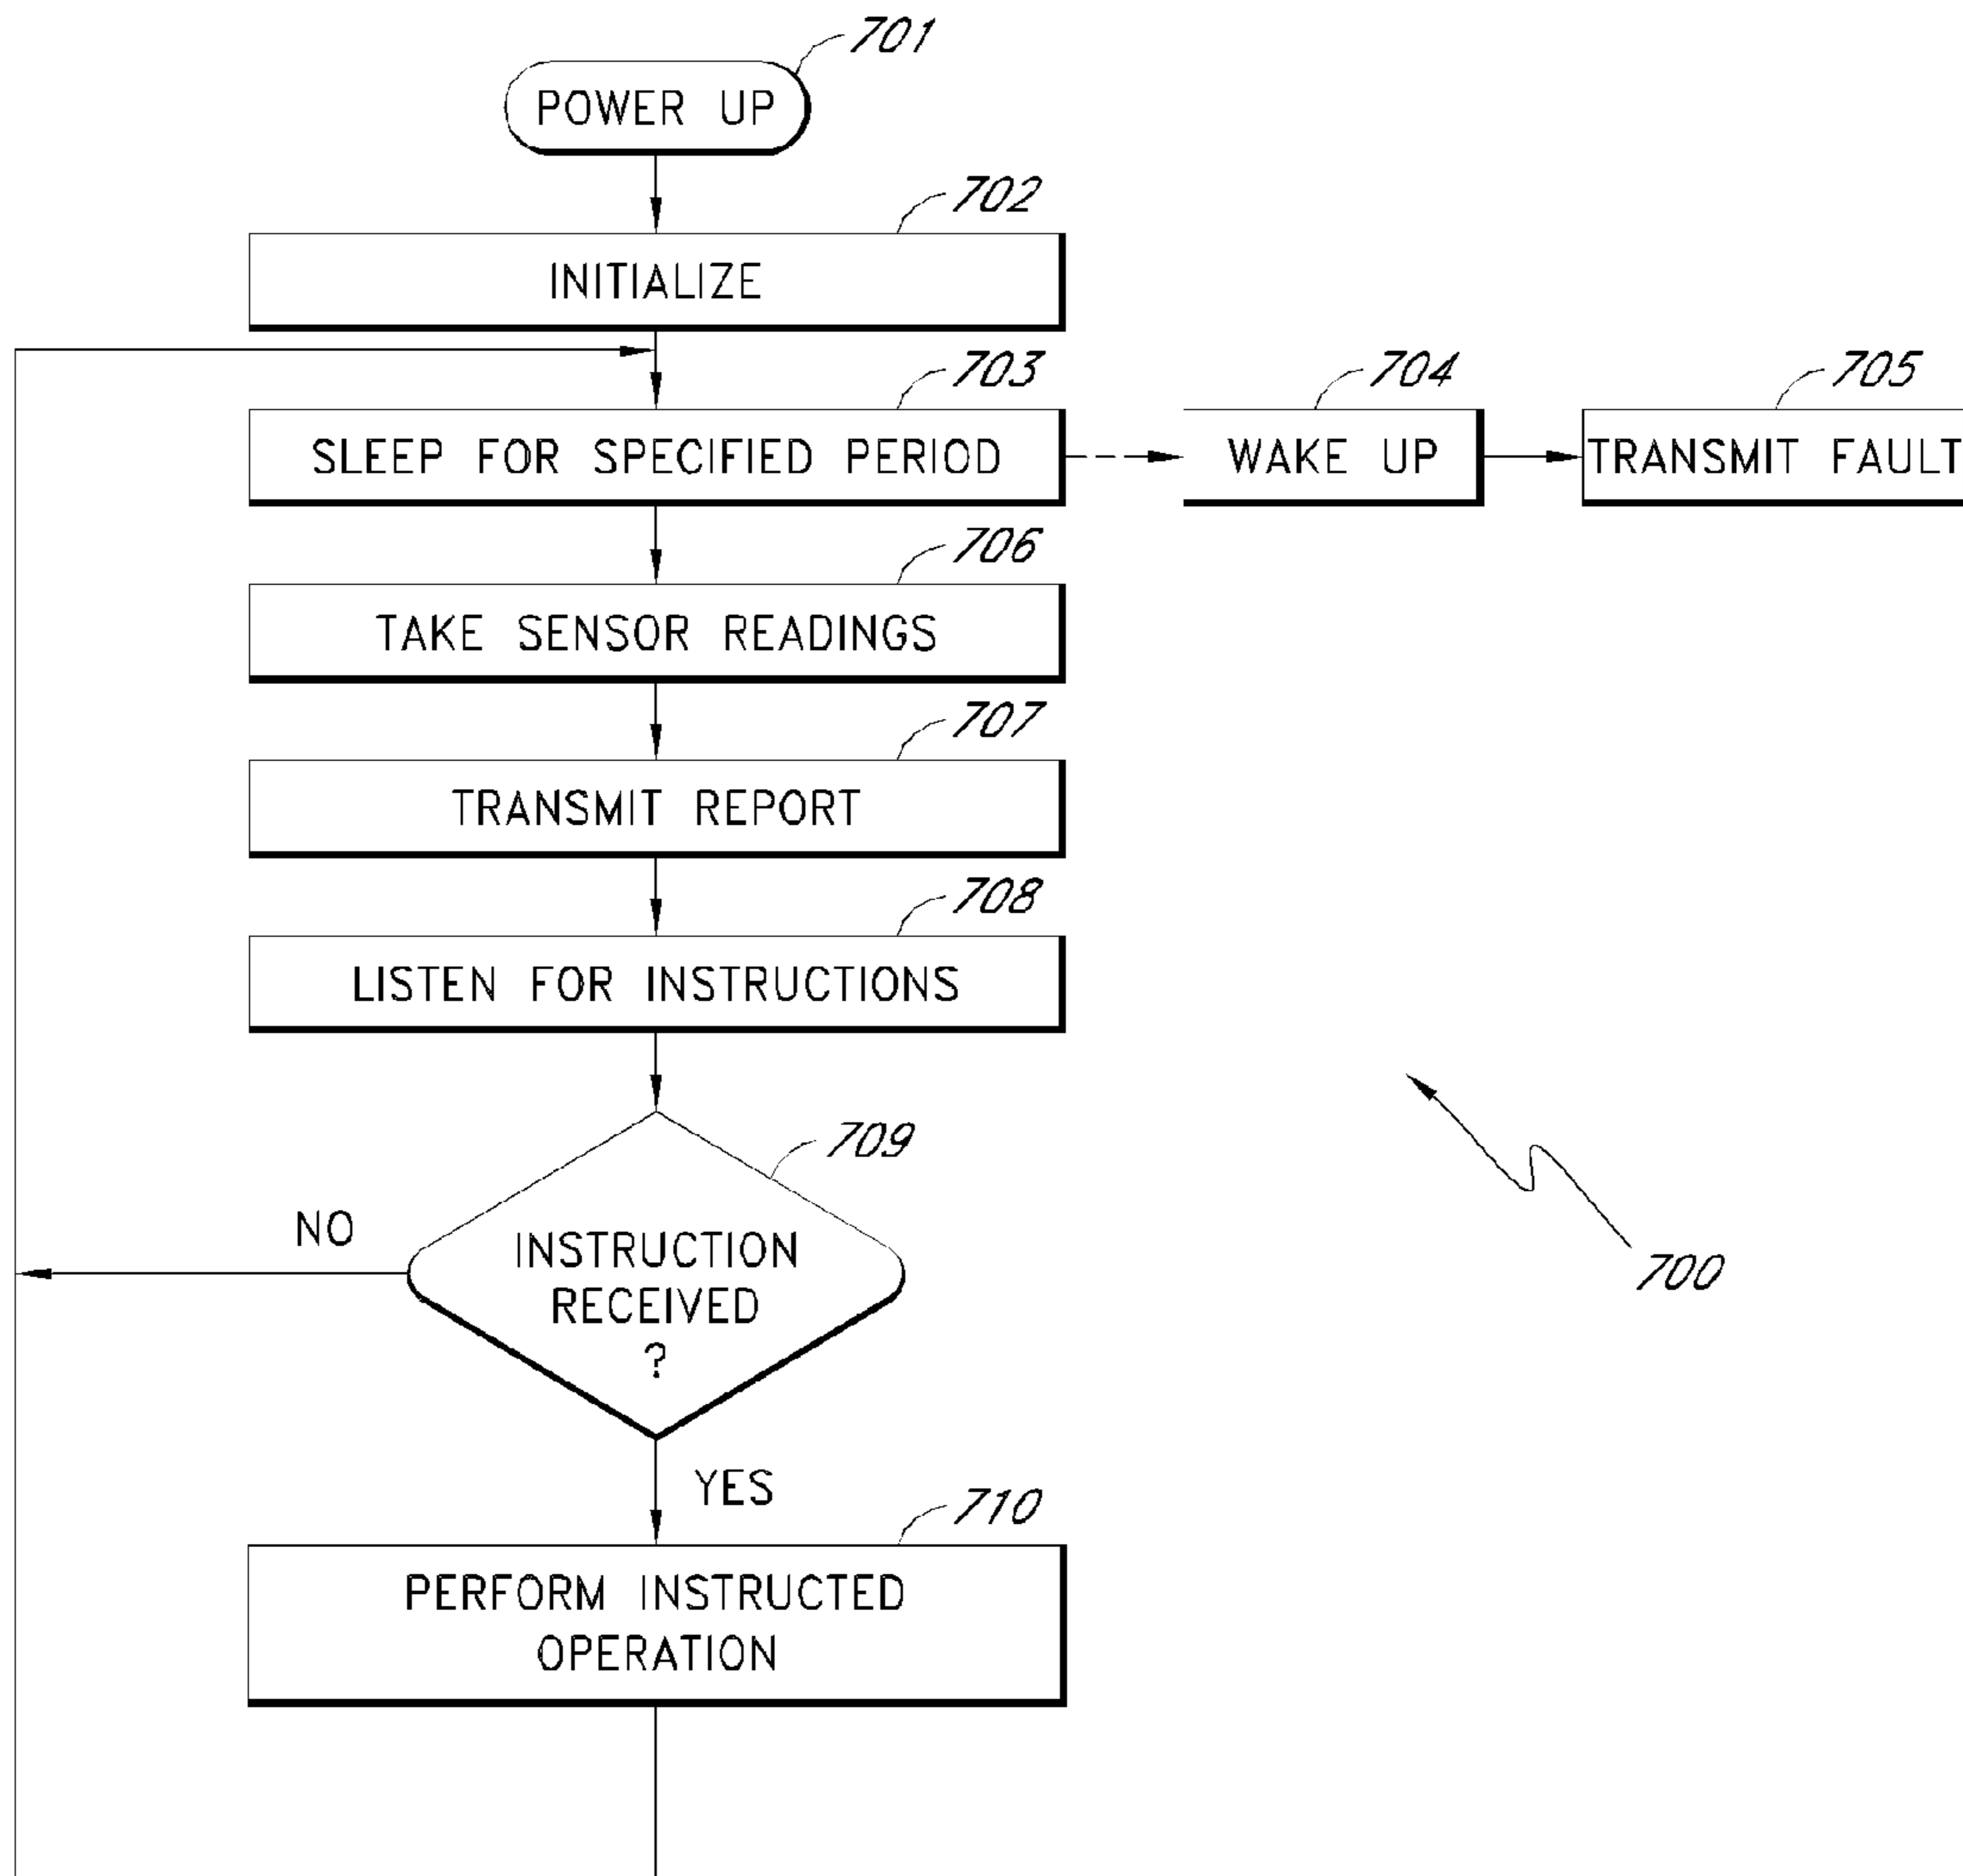 701
POWER UP
702
INITIALIZE
703
SLEEP FOR SPECIFIED PERIOD
704
WAKE UP
705
TRANSMIT FAULT
706
TAKE SENSOR READINGS
707
TRANSMIT REPORT
708
LISTEN FOR INSTRUCTIONS
709
INSTRUCTION
RECEIVED
?
NO
700
YES
710
PERFORM INSTRUCTED
OPERATION